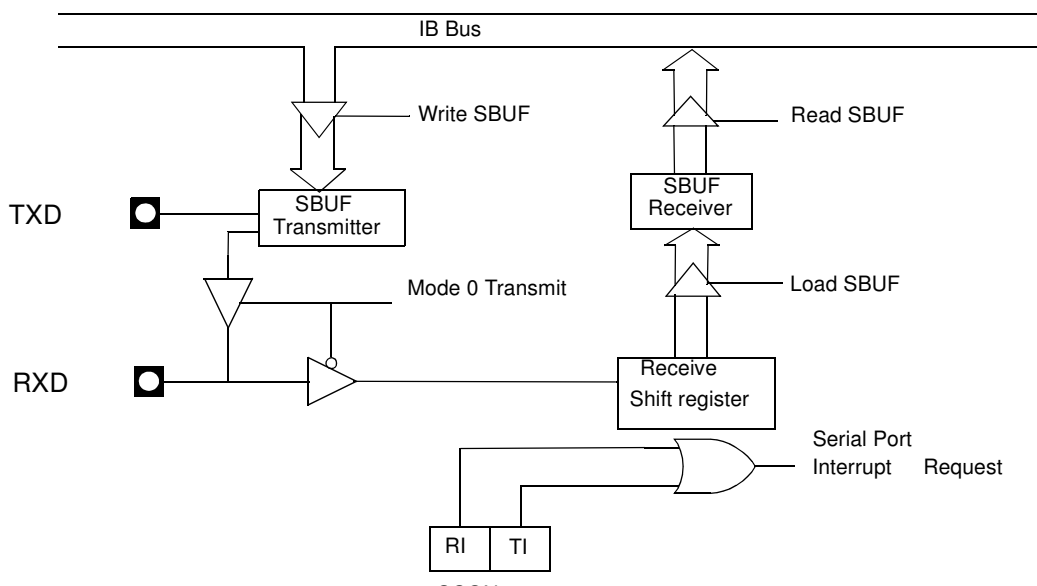 IB Bus
Write SBUF
Read SBUF
SBUF
Transmitter
SBUF
Receiver
TXD
Mode 0 Transmit
Load SBUF
RXD
Receive
Shift register
Serial Port
Interrupt Request
RI TI